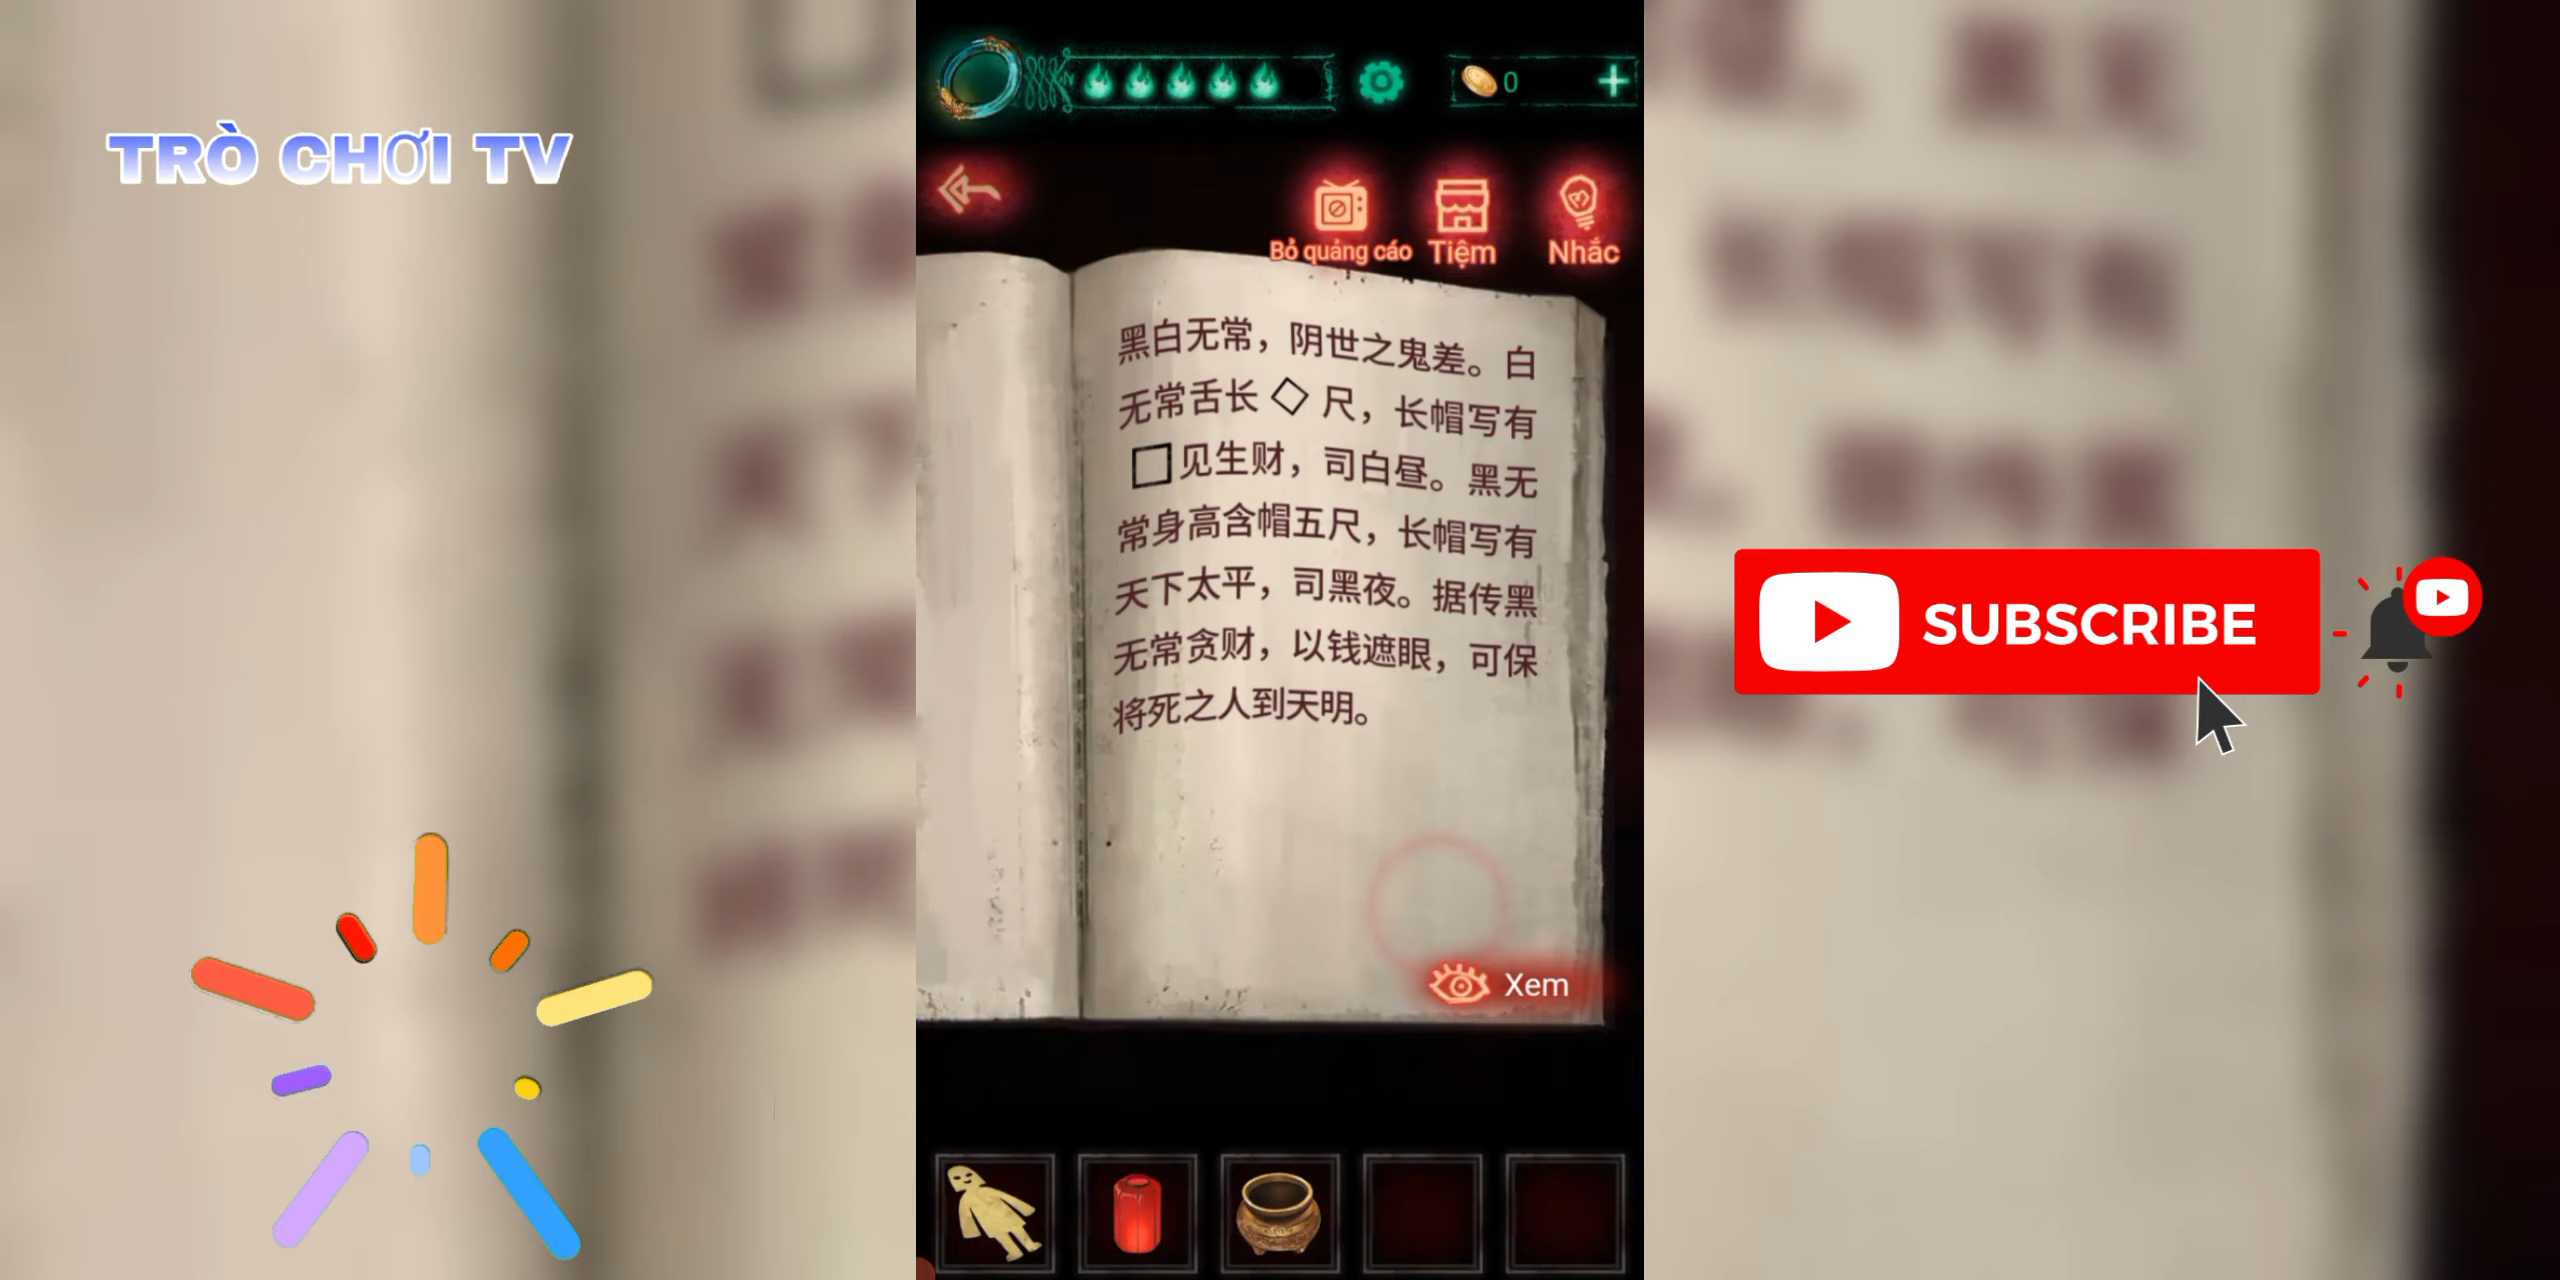 TRÒ CHƠI TV
0
Bỏ quảng cáo
Tiệm
Nhắc
黑白无常，阴世之鬼差。白
无常舌长◇尺，长帽写有
□见生财，司白昼。黑无
常身高含帽五尺，长帽写有
天下太平，司黑夜。据传黑
无常贪财，以钱遮眼，可保
将死之人到天明。
Xem
SUBSCRIBE